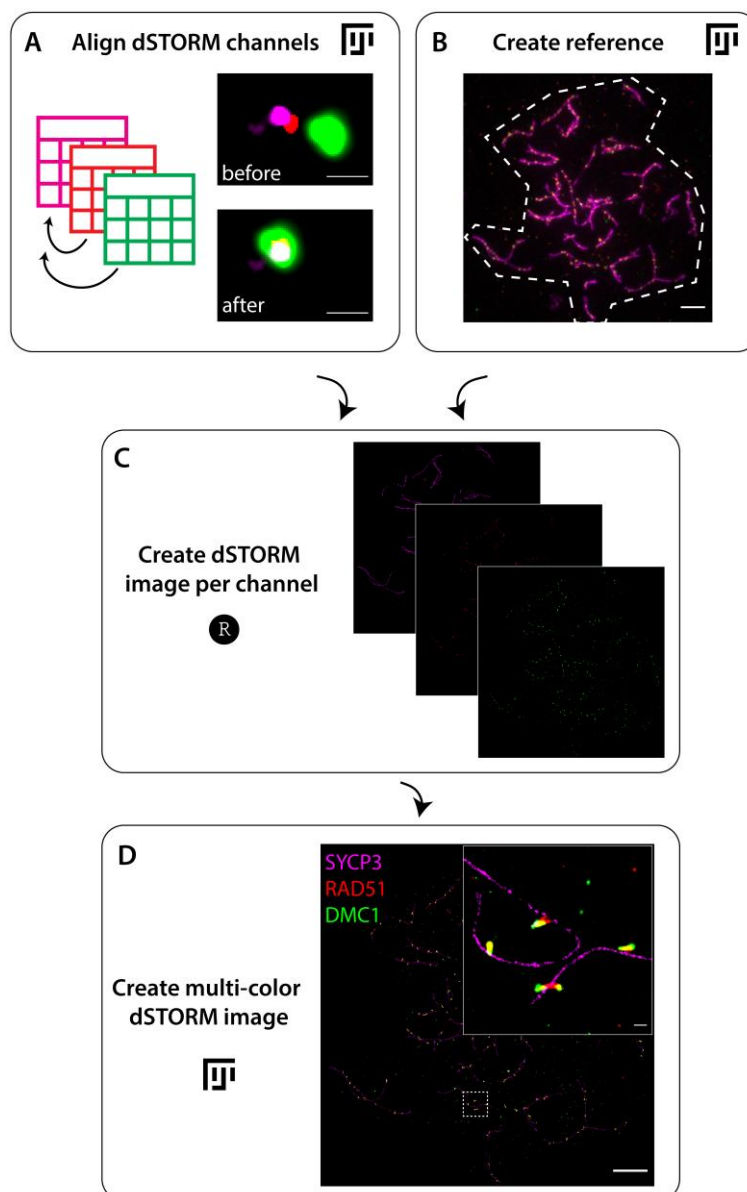 A
Align dSTORM channels
before
after
B
Create reference
C
Create dSTORM
image per channel
R
D
SYCP3
RAD51
DMC1
Create multi-color
dSTORM image